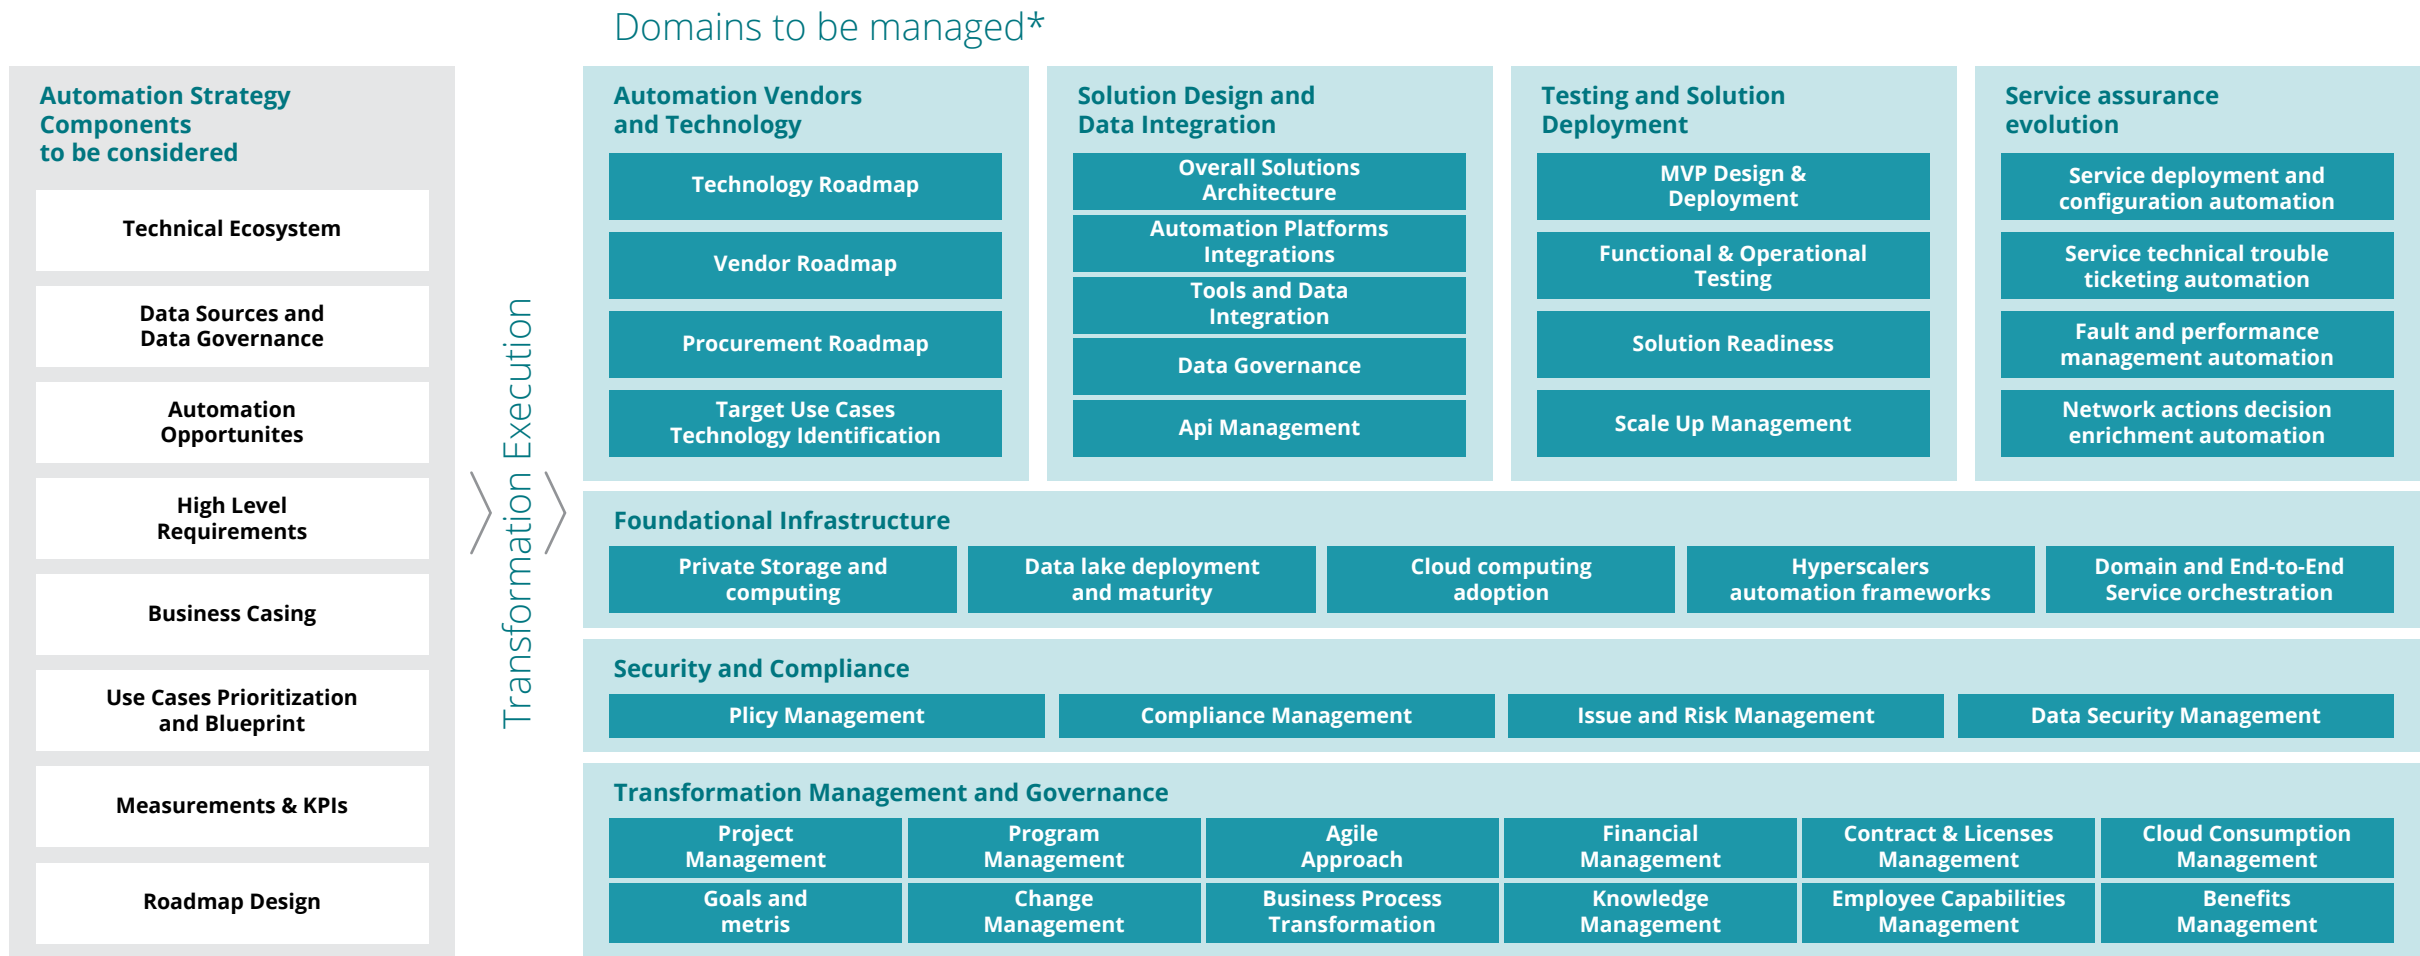 Domains to be managed*
Automation Strategy
Components
to be considered
Technical Ecosystem
Data Sources and
Data Governance
Automation
Opportunites
High Level
Requirements
Business Casing
Use Cases Prioritization
and Blueprint
Measurements & KPIs
Roadmap Design
Transformation Execution
Automation Vendors
and Technology
Technology Roadmap
Vendor Roadmap
Procurement Roadmap
Target Use Cases
Technology Identification
Solution Design and
Data Integration
Overall Solutions
Architecture
Automation Platforms
Integrations
Tools and Data
Integration
Data Governance
Api Management
Testing and Solution
Deployment
MVP Design &
Deployment
Functional & Operational
Testing
Solution Readiness
Scale Up Management
Service assurance
evolution
Service deployment and
configuration automation
Service technical trouble
ticketing automation
Fault and performance
management automation
Network actions decision
enrichment automation
Foundational Infrastructure
Private Storage and
computing
Data lake deployment
and maturity
Cloud computing
adoption
Hyperscalers
automation frameworks
Domain and End-to-End
Service orchestration
Security and Compliance
Policy Management
Compliance Management
Issue and Risk Management
Data Security Management
Transformation Management and Governance
Project
Management
Program
Management
Agile
Approach
Financial
Management
Contract & Licenses
Management
Cloud Consumption
Management
Goals and
metris
Change
Management
Business Process
Transformation
Knowledge
Management
Employee Capabilities
Management
Benefits
Management